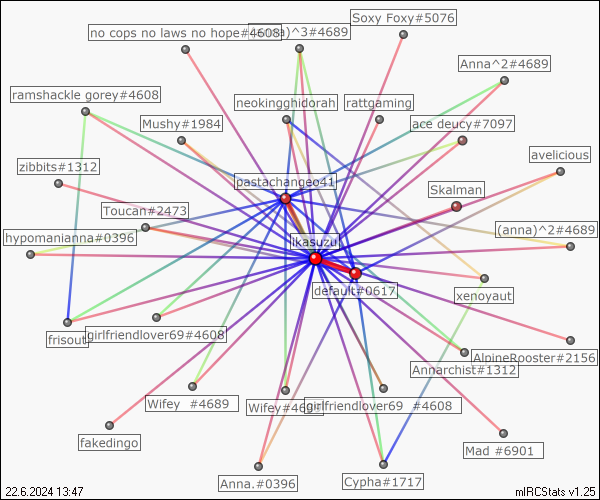 Soxy Foxy#5076
no cops no laws no hope#4608
)^3#4689
Anna^2#4689
ramshackle gorey#4608
neokingghidorah
rattgaming
Mushy#1984
ace deucy#7097
avelicious
zibbits#1312
pastachangeo41
Skalman
Toucan#2473
(anna)^2#4689
hypomanianna#0396
ikasuzu
default#0617
xenoyaut
frisout
girlfriendlover69#4608
AlpineRooster#2156
Annarchist#1312
Wifey #4689
girlfriendlover69 #4608
fakedingo
Mad #6901
Anna.#0396
Cypha#1717
22.6.2024 13:47
mIRCStats v1.25